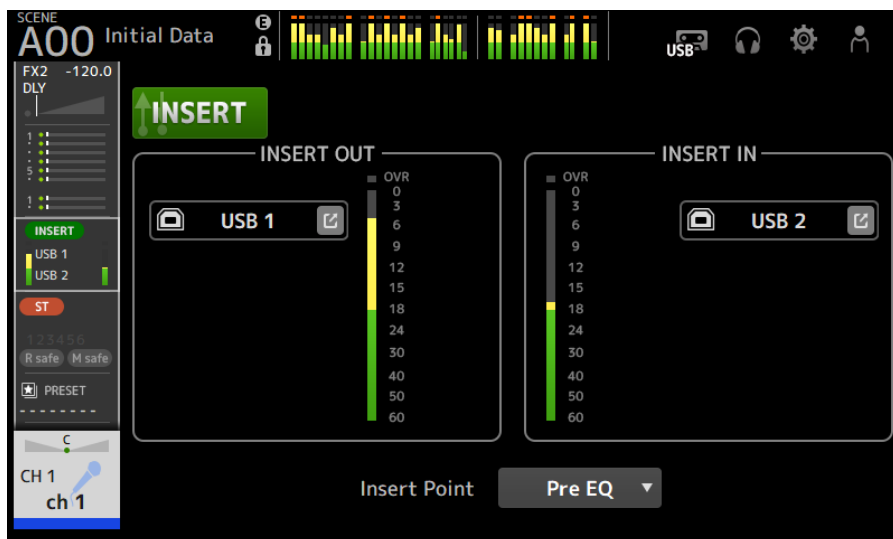 SCENE
A00 Initial Data
E
USB
FX2 -120.0
DLY
1
5
1
INSERT
USB 1
USB 2
ST
123456
R safe M safe
PRESET
--------
C
CH 1
ch 1
INSERT
INSERT OUT
USB 1
OVR
0
3
6
9
12
15
18
24
30
40
50
60
INSERT IN
OVR
0
3
6
9
12
15
18
24
30
40
50
60
USB 2
Insert Point
Pre EQ